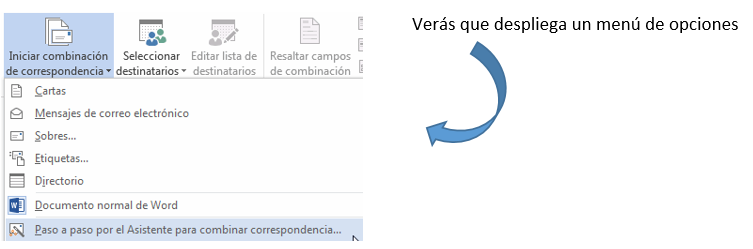 Verás que despliega un menú de opciones
Iniciar combinación
de correspondencia
Seleccionar
destinatarios
Editar lista de
destinatarios
Resaltar campos
de combinación
Cartas
Mensajes de correo electrónico
Sobres...
Etiquetas...
Directorio
Documento normal de Word
Paso a paso por el Asistente para combinar correspondencia...